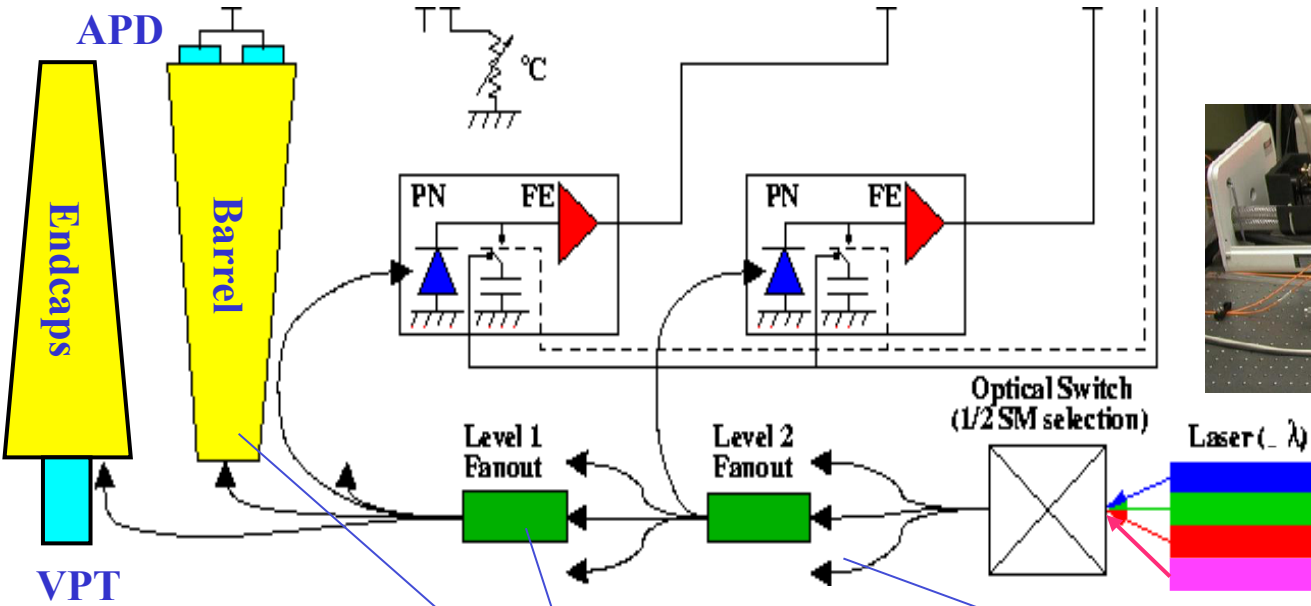 APD
°C
PN FE
PN FE
Endcaps
Barrel
Optical Switch
(1/2 SM selection)
Level 1
Fanout
Level 2
Fanout
Laser (_ λ)
VPT